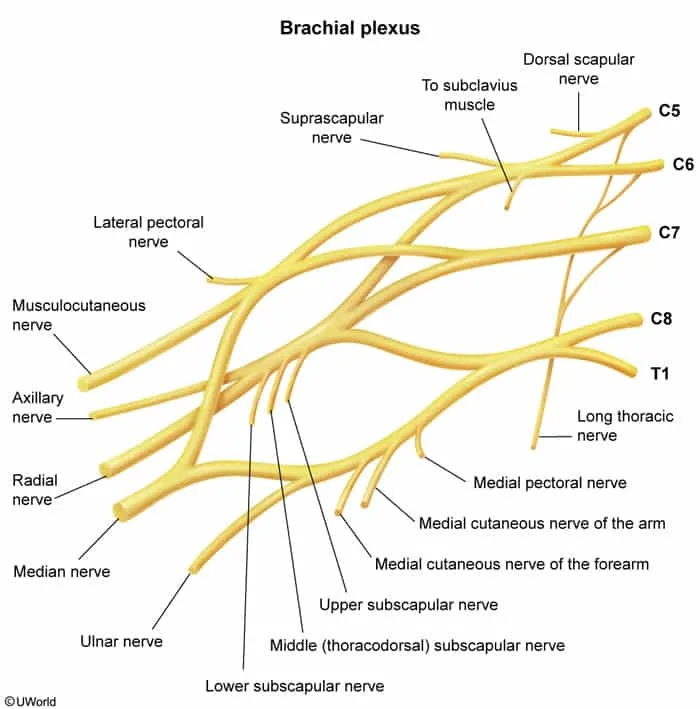 Brachial plexus
Dorsal scapular
nerve
To subclavius
muscle
Suprascapular
nerve
C5
C6
Lateral pectoral
nerve
C7
Musculocutaneous
nerve
C8
T1
Axillary
nerve
Long thoracic
nerve
Radial
nerve
Medial pectoral nerve
Medial cutaneous nerve of the arm
Median nerve
Medial cutaneous nerve of the forearm
Upper subscapular nerve
Ulnar nerve
Middle (thoracodorsal) subscapular nerve
Lower subscapular nerve
©UWorld